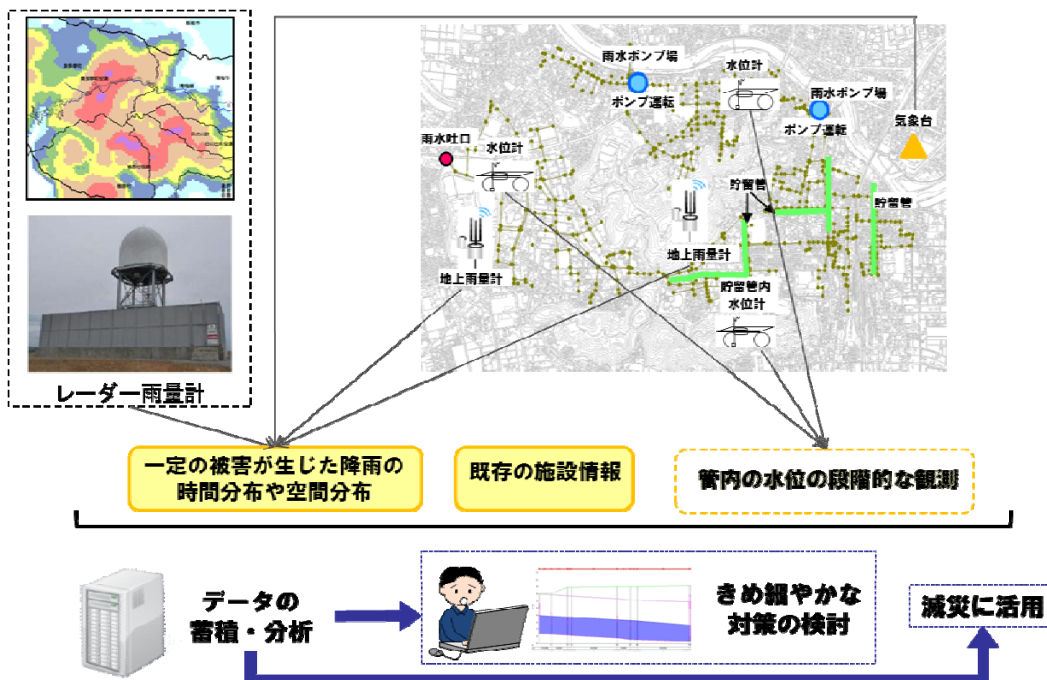 雨水ポンプ場
水位計
ポンプ運転
雨水ポンプ場
ポンプ運転
気象台
雨水吐口
水位計
貯留管
貯留管
地上雨量計
地上雨量計
貯留管内
水位計
レーダー雨量計
一定の被害が生じた降雨の
時間分布や空間分布
既存の施設情報
管内の水位の段階的な観測
データの
蓄積・分析
きめ細やかな
対策の検討
減災に活用